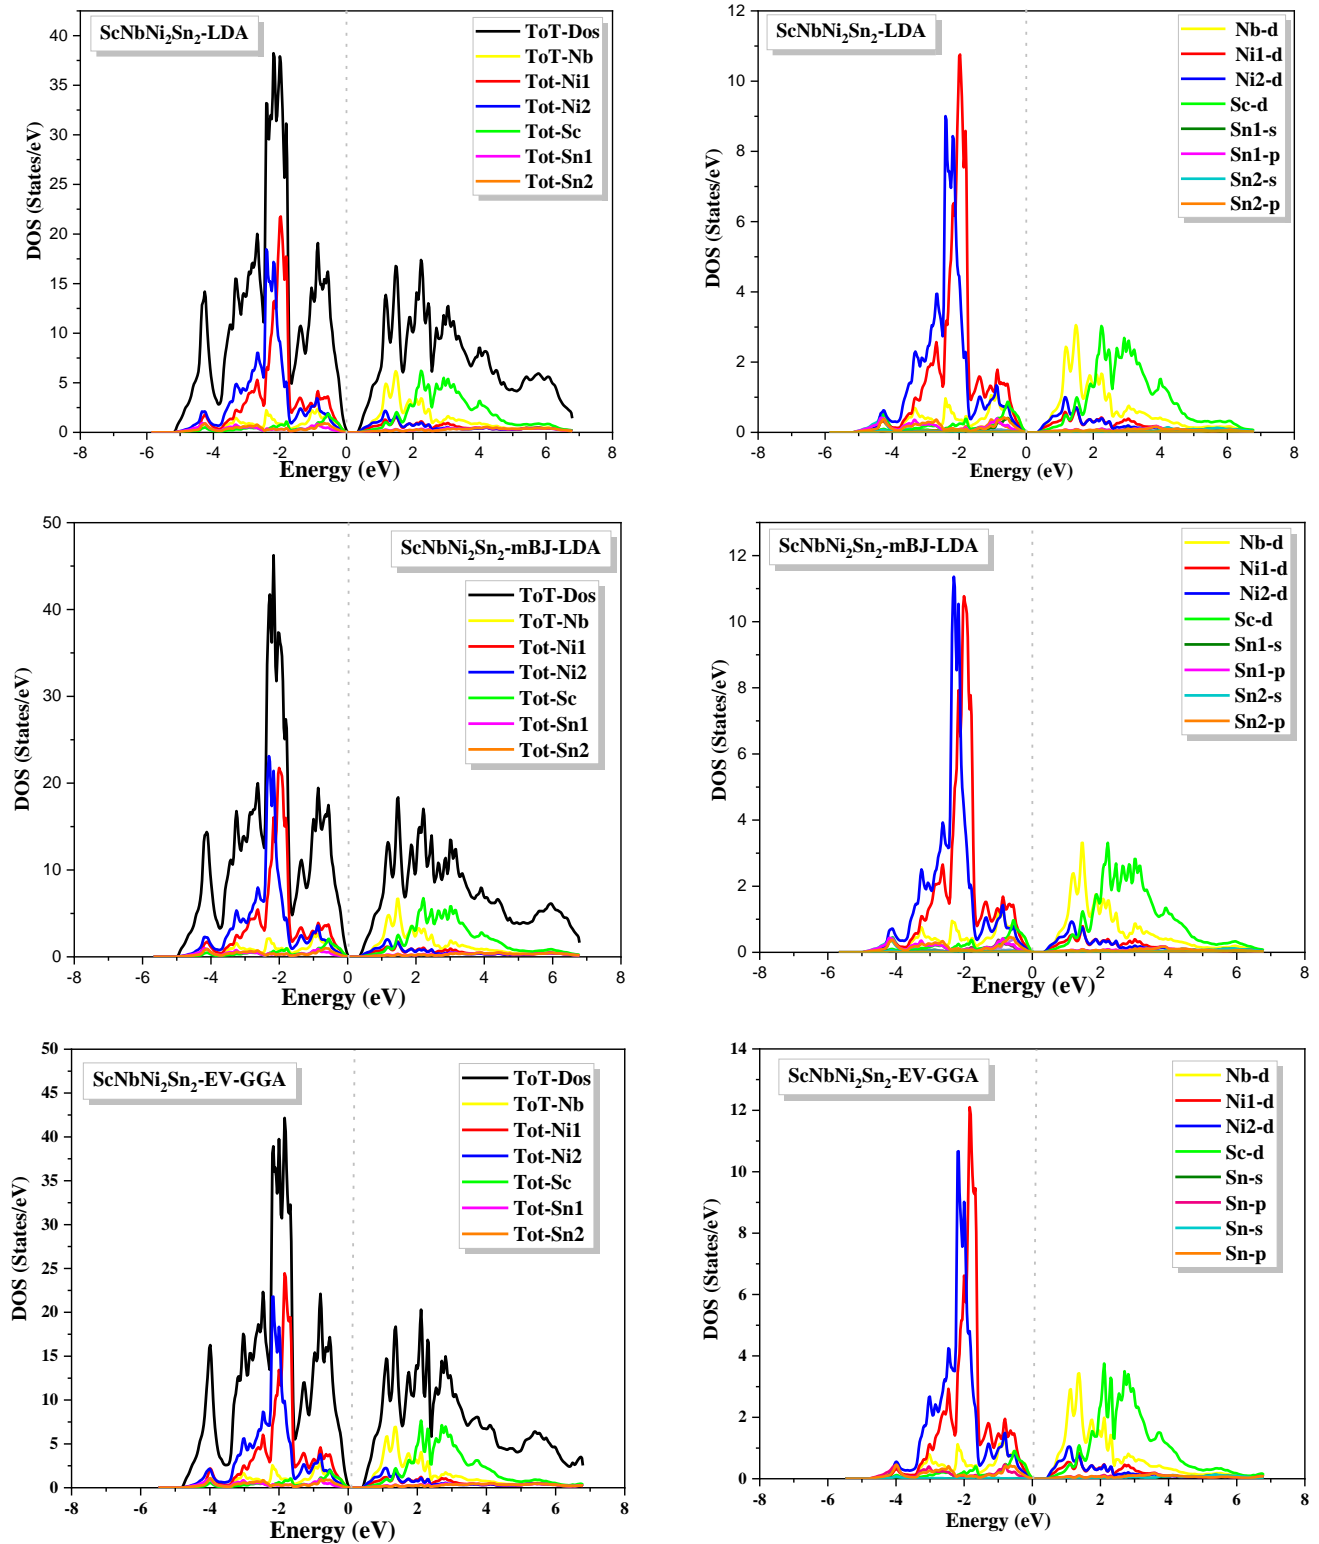 ScNbNi₂Sn₂-LDA
ToT-Dos
ToT-Nb
Tot-Ni1
Tot-Ni2
Tot-Sc
Tot-Sn1
Tot-Sn2
DOS (States/eV)
40
35
30
25
20
15
10
5
0
-8 -6 -4 -2 0 2 4 6 8
Energy (eV)
ScNbNi₂Sn₂-LDA
Nb-d
Ni1-d
Ni2-d
Sc-d
Sn1-s
Sn1-p
Sn2-s
Sn2-p
DOS (States/eV)
12
10
8
6
4
2
0
-8 -6 -4 -2 0 2 4 6 8
Energy (eV)
ScNbNi₂Sn₂-mBJ-LDA
ToT-Dos
ToT-Nb
Tot-Ni1
Tot-Ni2
Tot-Sc
Tot-Sn1
Tot-Sn2
DOS (States/eV)
50
40
30
20
10
0
-8 -6 -4 -2 0 2 4 6 8
Energy (eV)
ScNbNi₂Sn₂-mBJ-LDA
Nb-d
Ni1-d
Ni2-d
Sc-d
Sn1-s
Sn1-p
Sn2-s
Sn2-p
DOS (States/eV)
12
10
8
6
4
2
0
-8 -6 -4 -2 0 2 4 6 8
Energy (eV)
ScNbNi₂Sn₂-EV-GGA
ToT-Dos
ToT-Nb
Tot-Ni1
Tot-Ni2
Tot-Sc
Tot-Sn1
Tot-Sn2
DOS (States/eV)
50
45
40
35
30
25
20
15
10
5
0
-8 -6 -4 -2 0 2 4 6 8
Energy (eV)
ScNbNi₂Sn₂-EV-GGA
Nb-d
Ni1-d
Ni2-d
Sc-d
Sn-s
Sn-p
Sn-s
Sn-p
DOS (States/eV)
14
12
10
8
6
4
2
0
-8 -6 -4 -2 0 2 4 6 8
Energy (eV)